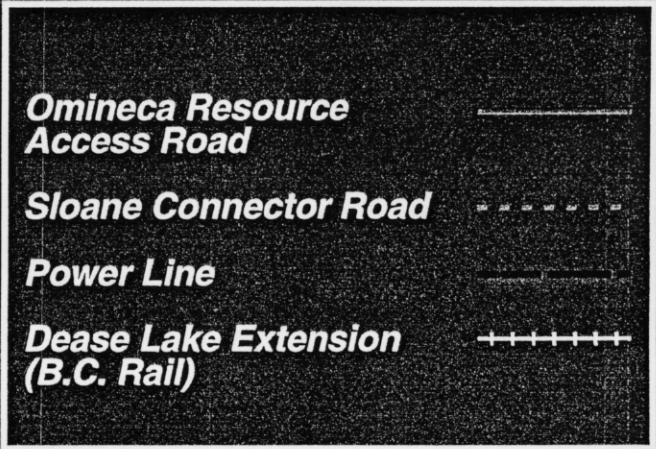 Omineca Resource
Access Road
Sloane Connector Road
Power Line
Dease Lake Extension
(B.C. Rail)